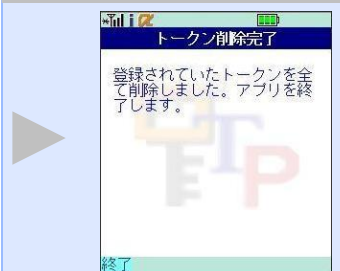 トークン削除完了
登録されていたトークンを全
て削除しました。アプリを終
了します。
CTP
終了